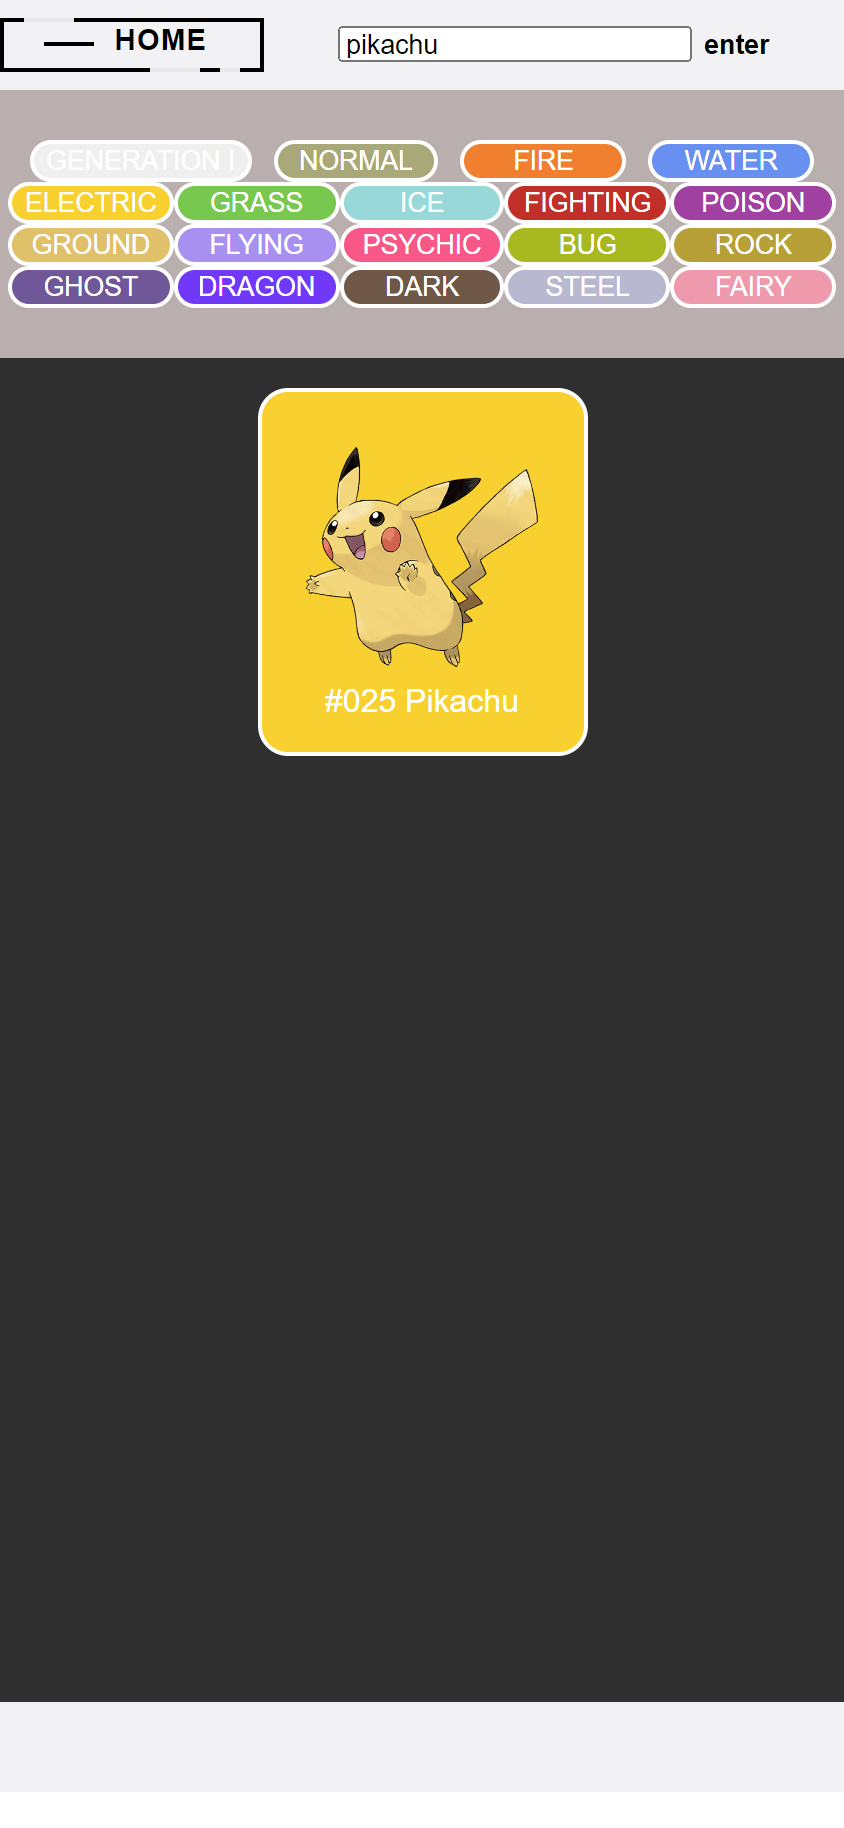 HOME
pikachu enter
GENERATION I NORMAL FIRE WATER
ELECTRIC GRASS ICE FIGHTING POISON
GROUND FLYING PSYCHIC BUG ROCK
GHOST DRAGON DARK STEEL FAIRY
#025 Pikachu